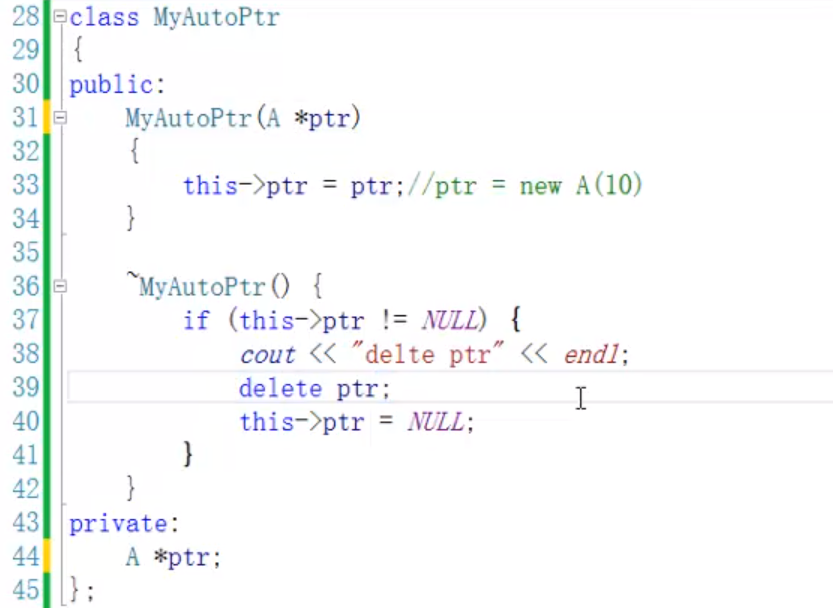 28 class MyAutoPtr
29 {
30 public:
31     MyAutoPtr(A *ptr)
32     {
33         this->ptr = ptr;//ptr = new A(10)
34     }
35
36     ~MyAutoPtr() {
37         if (this->ptr != NULL) {
38             cout << "delte ptr" << endl;
39             delete ptr;
40             this->ptr = NULL;
41         }
42     }
43 private:
44     A *ptr;
45 };